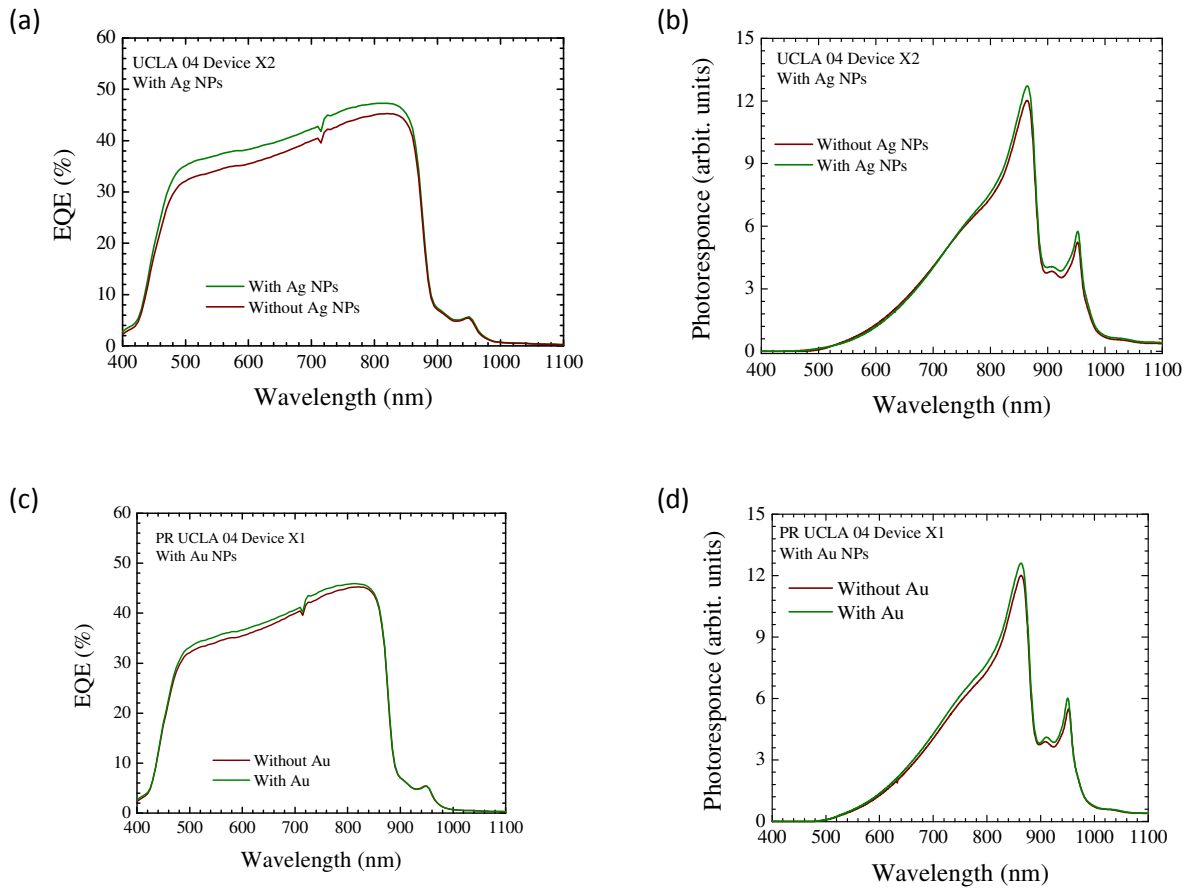 (a)
60
50
40
30
20
10
0
EQE (%)
UCLA 04 Device X2
With Ag NPs
With Ag NPs
Without Ag NPs
400 500 600 700 800 900 1000 1100
Wavelength (nm)
(b)
15
12
9
6
3
0
Photoresponce (arbit. units)
UCLA 04 Device X2
With Ag NPs
Without Ag NPs
With Ag NPs
400 500 600 700 800 900 1000 1100
Wavelength (nm)
(c)
60
50
40
30
20
10
0
EQE (%)
PR UCLA 04 Device X1
With Au NPs
Without Au
With Au
400 500 600 700 800 900 1000 1100
Wavelength (nm)
(d)
15
12
9
6
3
0
Photoresponce (arbit. units)
PR UCLA 04 Device X1
With Au NPs
Without Au
With Au
400 500 600 700 800 900 1000 1100
Wavelength (nm)